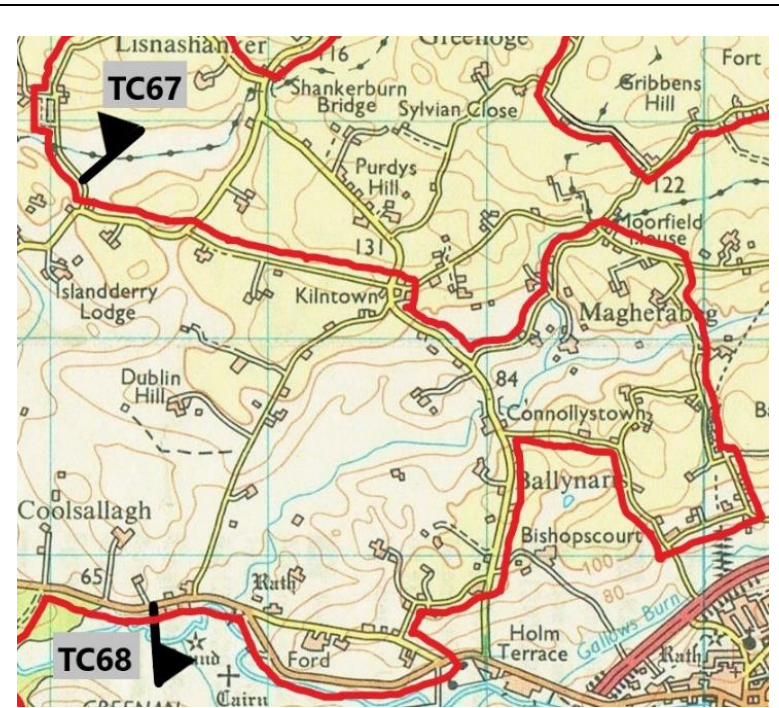 Lisnashanker
116
Greenoge
Fort
TC67
Shankerburn
Bridge
Sylvian Close
Gribbens
Hill
Purdys
Hill
122
131
Moorfield
House
Islandderry
Lodge
Kilntown
Magherabeg
Dublin
Hill
84
Connollystown
Ballynaris
Coolsallagh
Bishopscourt
65
Rath
100
80
Gallows Burn
TC68
Ford
Holm
Terrace
Rath
Cairn
GREENAN